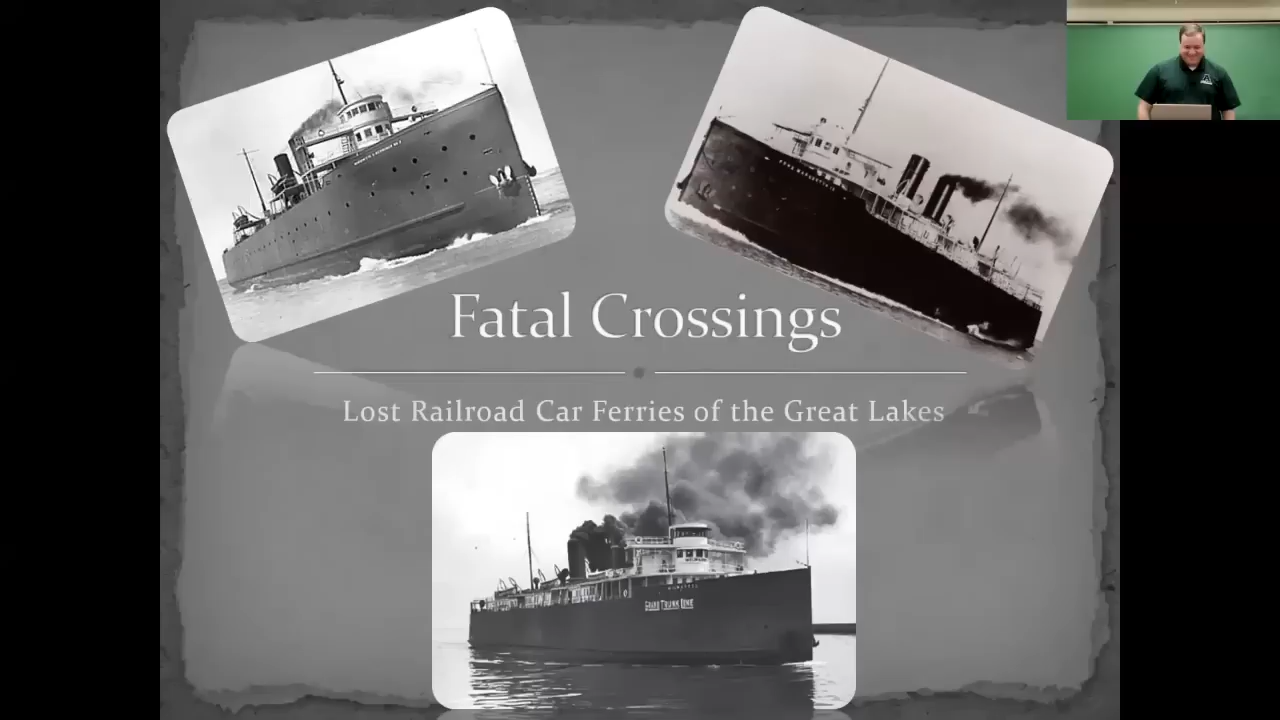 Fatal Crossings
Lost Railroad Car Ferries of the Great Lakes
GRAND TRUNK LINE